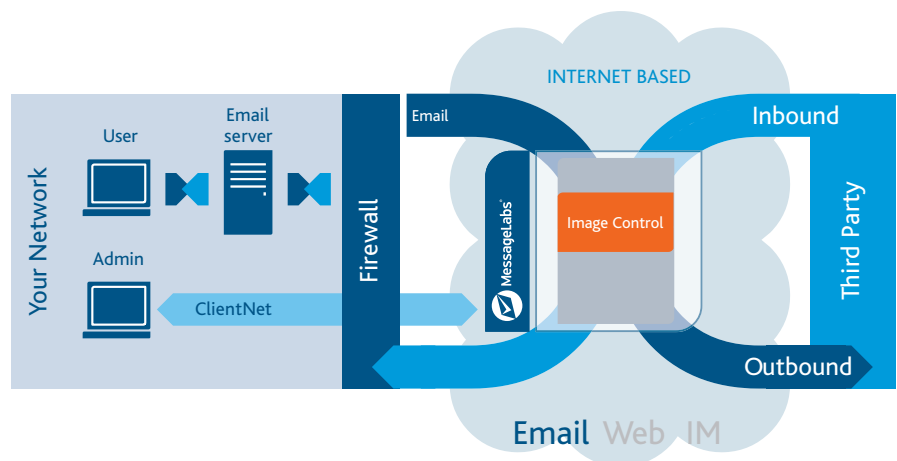 INTERNET BASED
Your Network
User
Email
server
Admin
ClientNet
Firewall
Email
MessageLabs®
Image Control
Inbound
Third Party
Outbound
Email Web IM